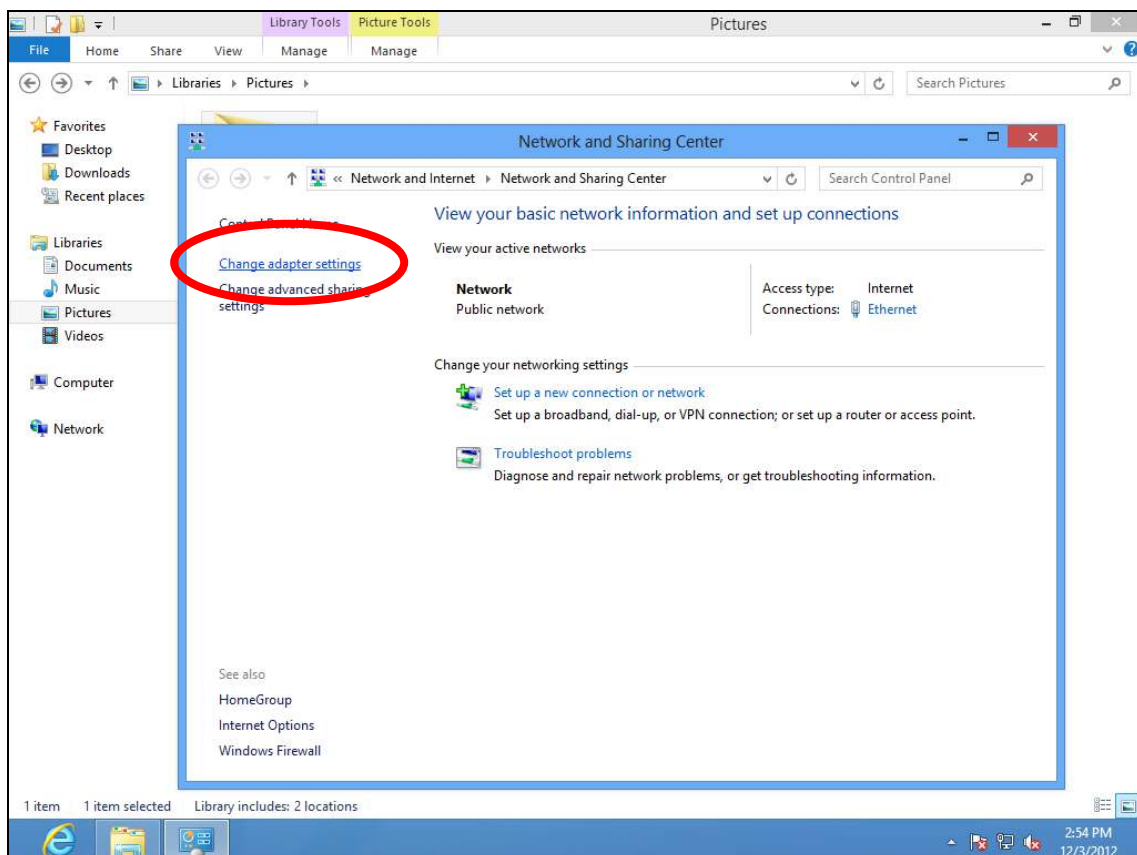 Library Tools Picture Tools Pictures
File Home Share View Manage Manage
Libraries Pictures Search Pictures
Favorites
Desktop
Downloads
Recent places
Libraries
Documents
Music
Pictures
Videos
Computer
Network
Network and Sharing Center
« Network and Internet Network and Sharing Center Search Control Panel
Control Panel Home
Change adapter settings
Change advanced sharing
settings
View your basic network information and set up connections
View your active networks
Network
Public network
Access type: Internet
Connections: Ethernet
Change your networking settings
Set up a new connection or network
Set up a broadband, dial-up, or VPN connection; or set up a router or access point.
Troubleshoot problems
Diagnose and repair network problems, or get troubleshooting information.
See also
HomeGroup
Internet Options
Windows Firewall
1 item 1 item selected Library includes: 2 locations
2:54 PM
12/3/2012